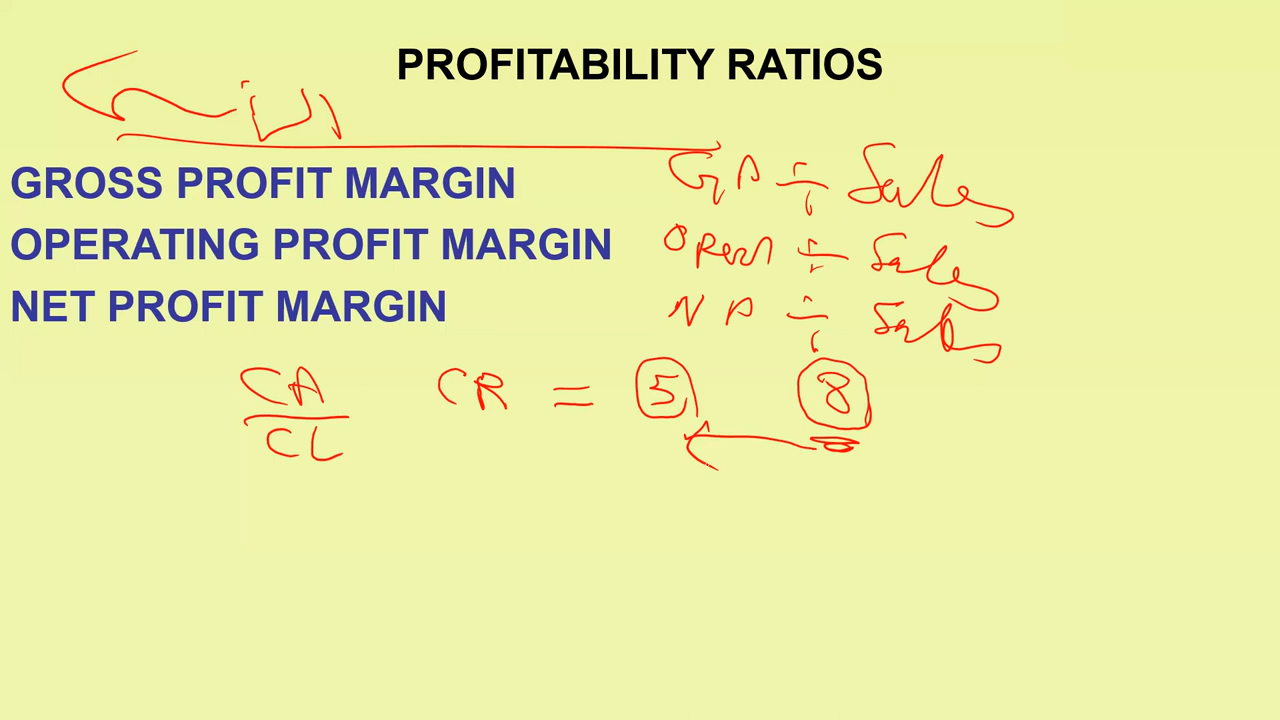 PROFITABILITY RATIOS
GROSS PROFIT MARGIN GP ÷ Sales
OPERATING PROFIT MARGIN ÷ Sales
NET PROFIT MARGIN NP ÷ Sales
CA CR = 5 8
CL